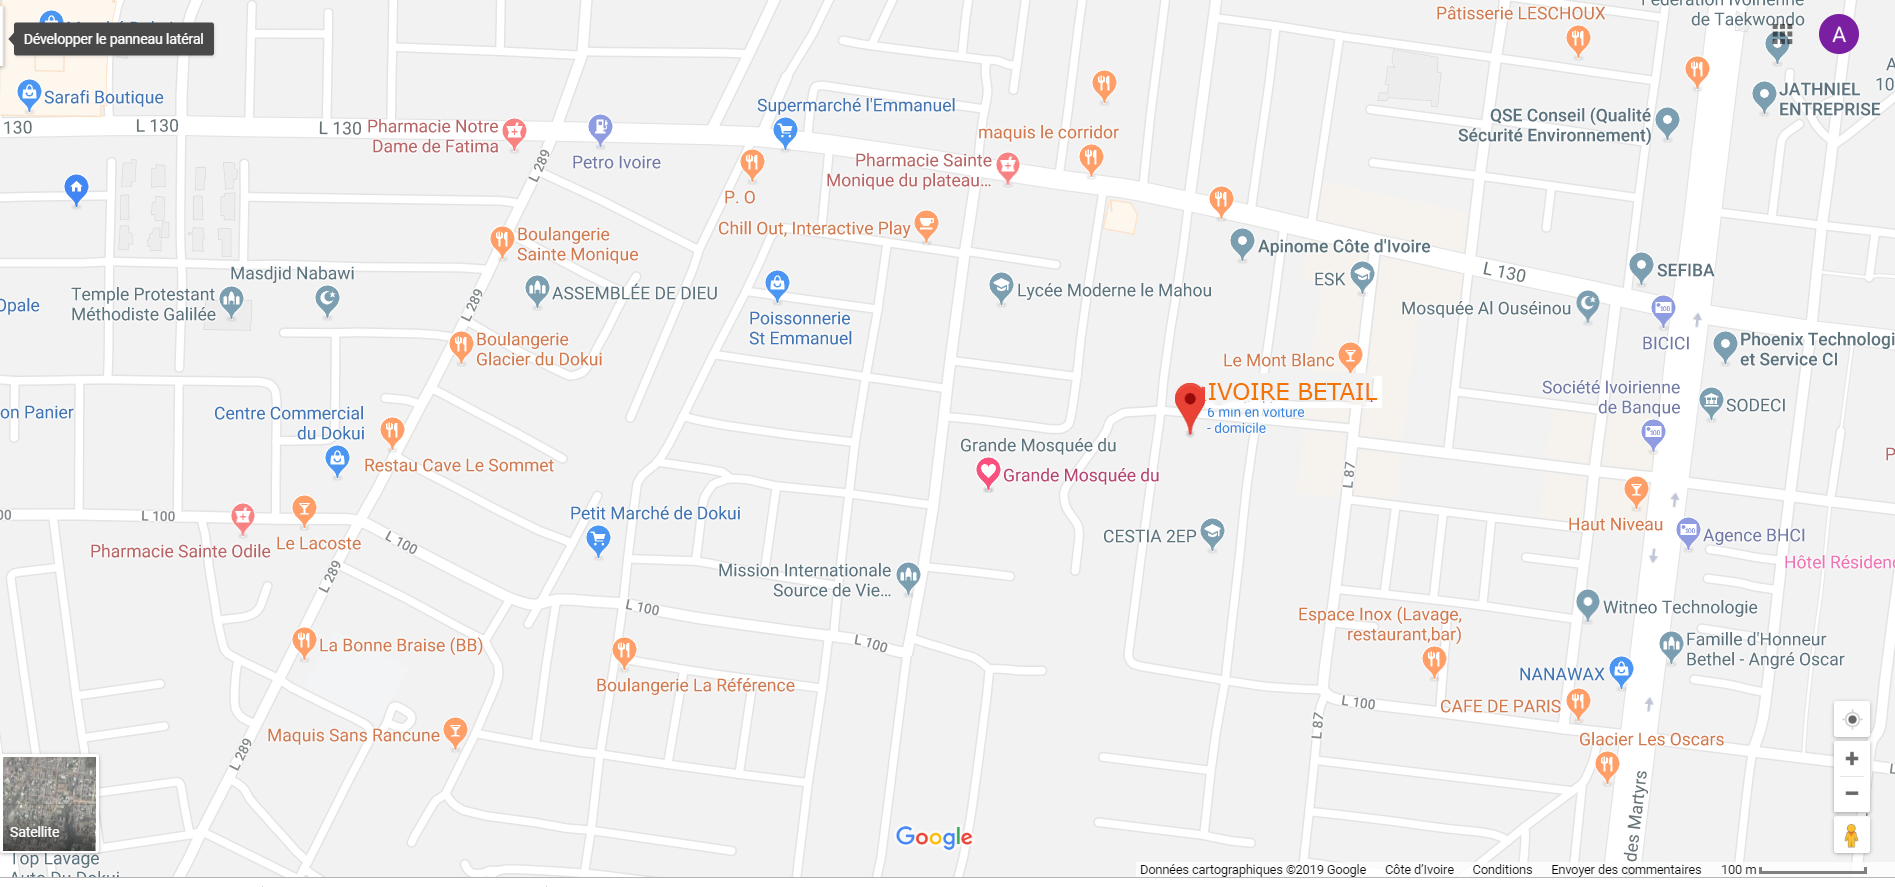 Développer le panneau latéral
Pâtisserie LESCHOUX
Fédération Ivoirienne
de Taekwondo
A
Sarafi Boutique
130
L 130
L 130
Pharmacie Notre
Dame de Fatima
L 289
Petro Ivoire
Supermarché l'Emmanuel
maquis le corridor
Pharmacie Sainte
Monique du plateau...
P. O
Chill Out, Interactive Play
QSE Conseil (Qualité
Sécurité Environnement)
JATHNIEL
ENTREPRISE
A
10
Boulangerie
Sainte Monique
Masdjid Nabawi
Temple Protestant
Méthodiste Galilée
Opale
L 289
ASSEMBLÉE DE DIEU
Poissonnerie
St Emmanuel
Boulangerie
Glacier du Dokui
Lycée Moderne le Mahou
Apinome Côte d'Ivoire
ESK
L 130
SEFIBA
Mosquée Al Ouséinou
BICICI
Phoenix Technologi
et Service CI
Le Mont Blanc
IVOIRE BETAIL
6 min en voiture
- domicile
Société Ivoirienne
de Banque
SODECI
on Panier
Centre Commercial
du Dokui
Restau Cave Le Sommet
Grande Mosquée du
Grande Mosquée du
L 87
P
Haut Niveau
Agence BHCI
Hôtel Résiden
00
L 100
Pharmacie Sainte Odile
Le Lacoste
L 100
L 289
Petit Marché de Dokui
CESTIA 2EP
Mission Internationale
Source de Vie...
L 100
L 100
Witneo Technologie
Espace Inox (Lavage,
restaurant,bar)
Famille d'Honneur
Bethel - Angré Oscar
La Bonne Braise (BB)
Boulangerie La Référence
NANAWAX
L 100
CAFE DE PARIS
L 87
Maquis Sans Rancune
L 289
Glacier Les Oscars
des Martyrs
Satellite
Top Lavage
Auto Du Dokui
Google
Données cartographiques ©2019 Google
Côte d'Ivoire
Conditions
Envoyer des commentaires
100 m